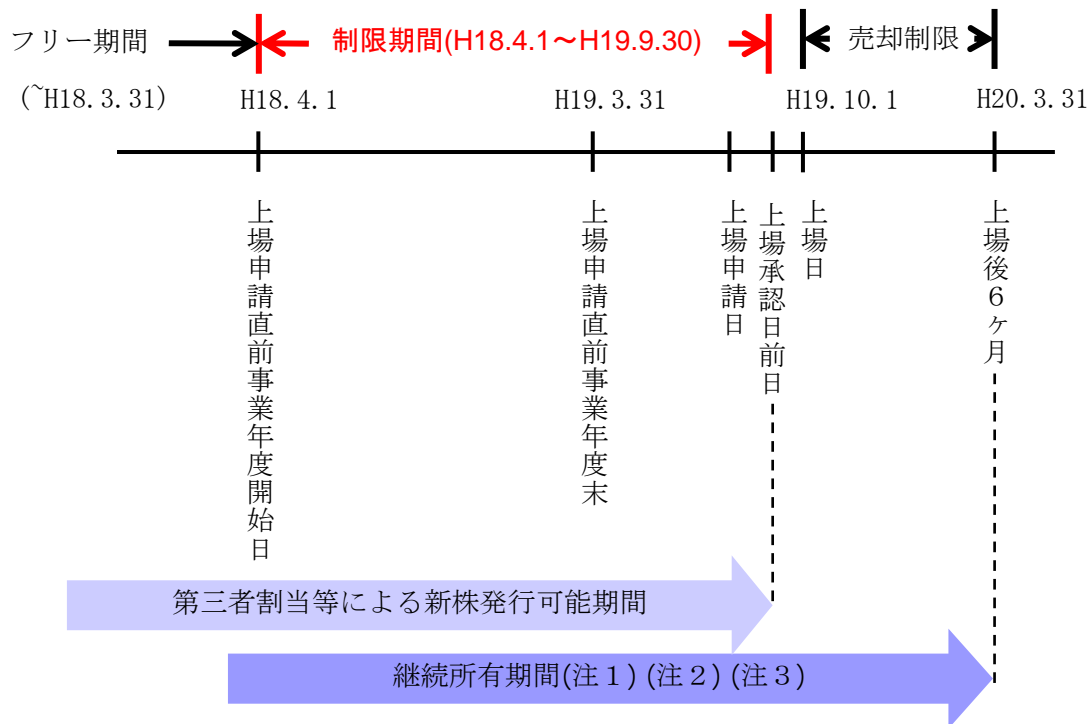 フリー期間
制限期間(H18.4.1～H19.9.30)
売却制限
(~H18.3.31)
H18.4.1
H19.3.31
H19.10.1
H20.3.31
上場申請直前事業年度開始日
上場申請直前事業年度末
上場申請日
上場承認日前日
上場日
上場後６ヶ月
第三者割当等による新株発行可能期間
継続所有期間(注１)(注２)(注３)